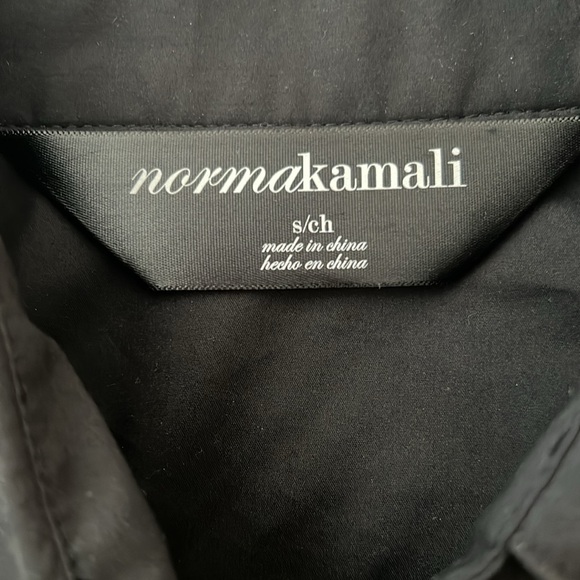 normakamali
s/ch
made in china
hecho en china